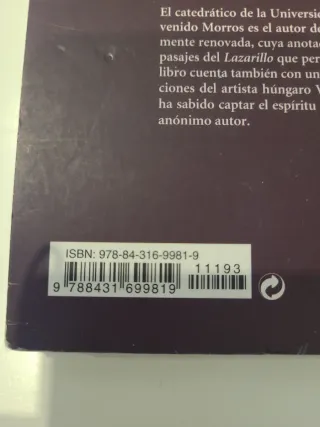 El catedrático de la Universi
venido Morros es el autor de
mente renovada, cuya anota
pasajes del Lazarillo que per
libro cuenta también con un
ciones del artista húngaro V
ha sabido captar el espíritu
anónimo autor.
ISBN: 978-84-316-9981-9
11193
9 788431 699819